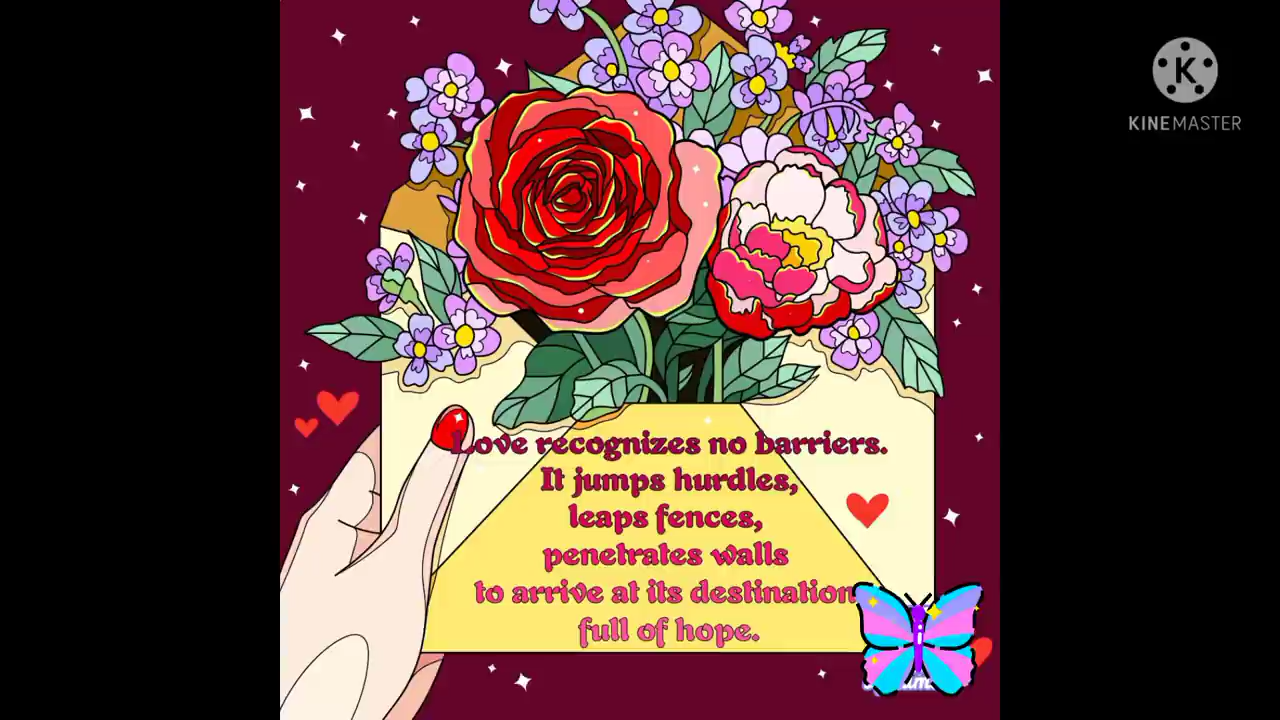 KINEMASTER
Love recognizes no barriers.
It jumps hurdles,
leaps fences,
penetrates walls
to arrive at its destination
full of hope.